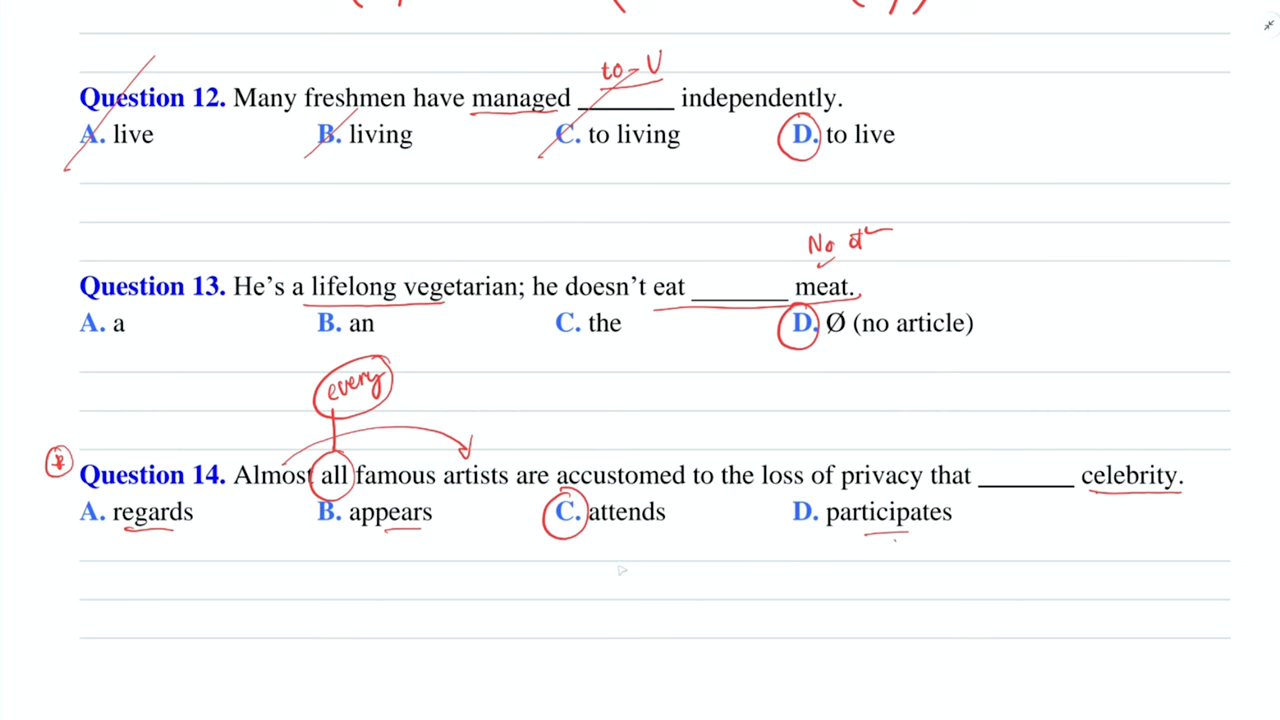 to - V
Question 12. Many freshmen have managed ________ independently.
A. live B. living C. to living D. to live
No
Question 13. He's a lifelong vegetarian; he doesn't eat ________ meat.
A. a B. an C. the D. Ø (no article)
every
Question 14. Almost all famous artists are accustomed to the loss of privacy that ________ celebrity.
A. regards B. appears C. attends D. participates